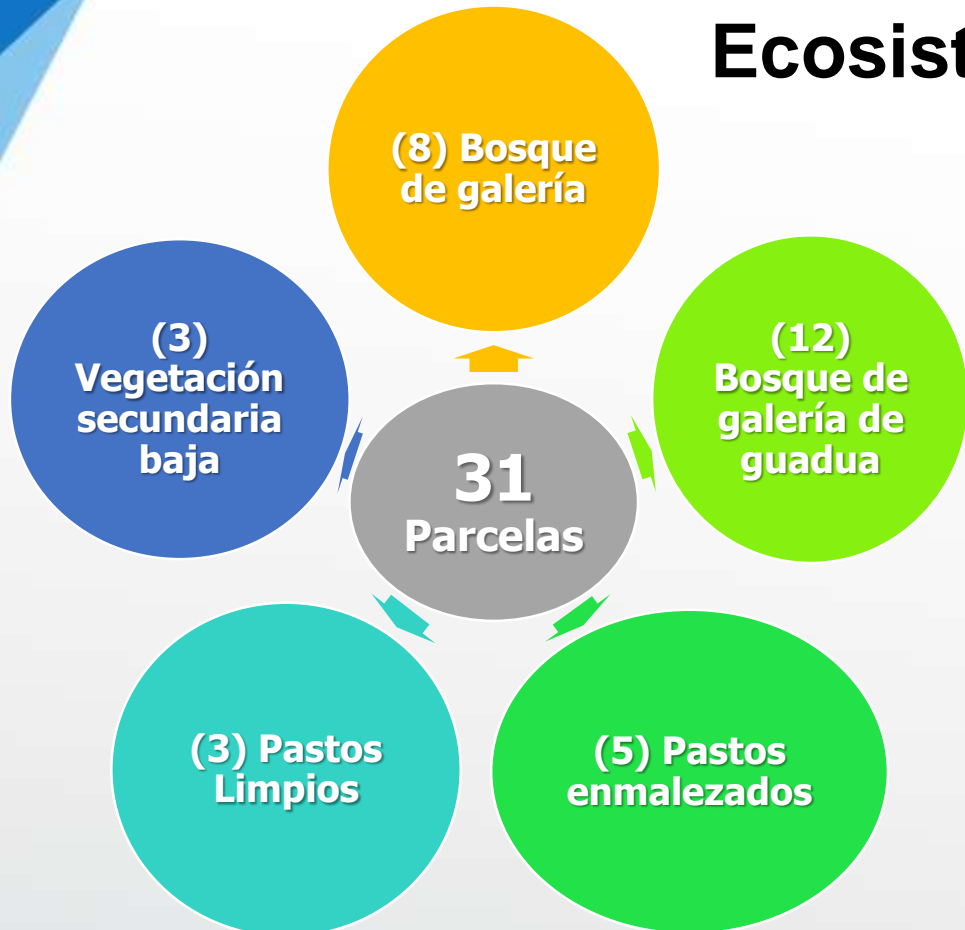 Ecosist
(8) Bosque
de galería
(3)
Vegetación
secundaria
baja
(12)
Bosque de
galería de
guadua
31
Parcelas
(3) Pastos
Limpios
(5) Pastos
enmalezados